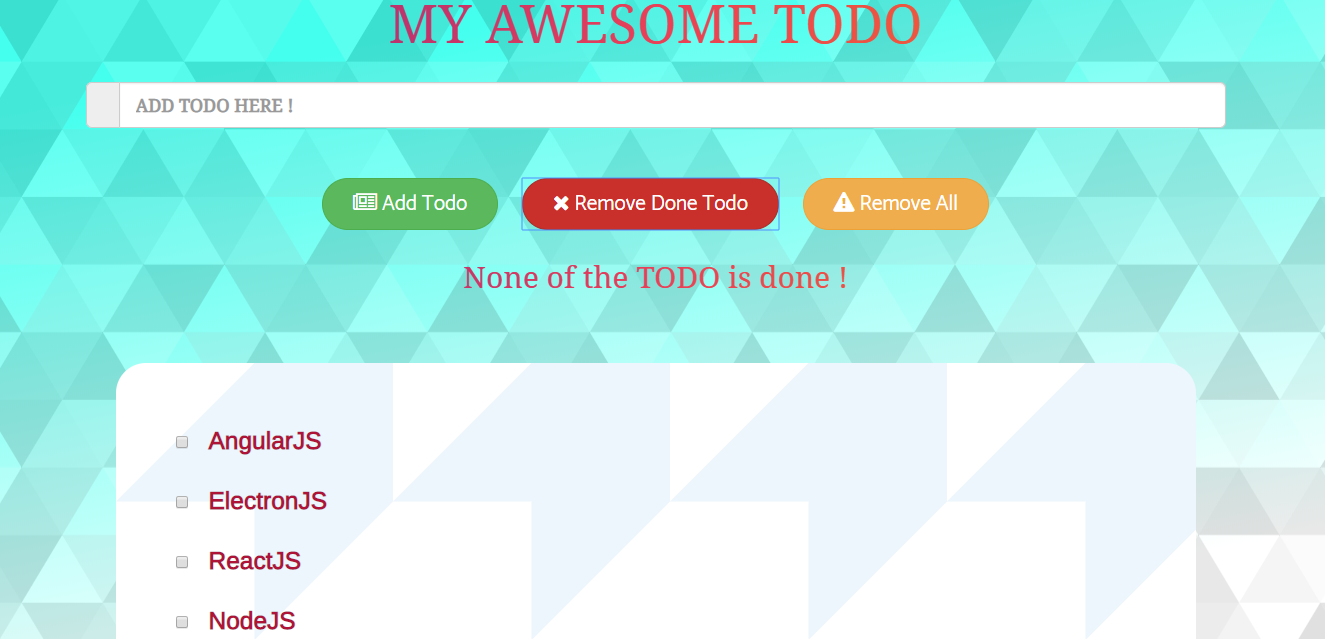 MY AWESOME TODO
ADD TODO HERE !
Add Todo
Remove Done Todo
Remove All
None of the TODO is done !
AngularJS
ElectronJS
ReactJS
NodeJS